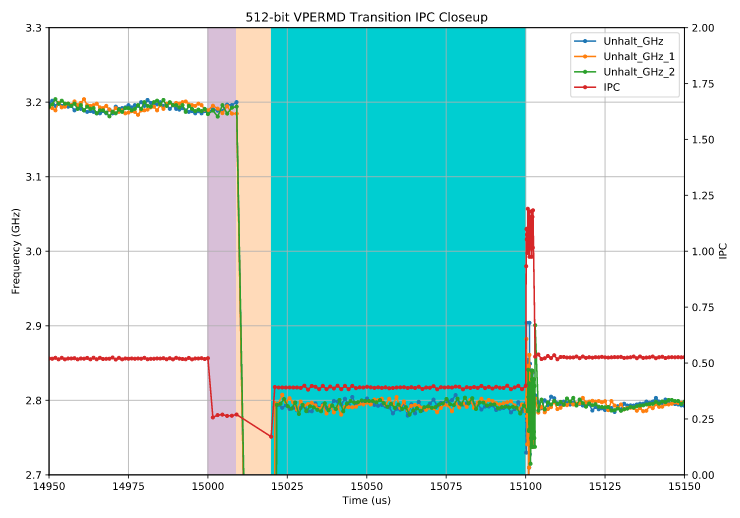 512-bit VPERMD Transition IPC Closeup
3.3
3.2
3.1
3.0
2.9
2.8
2.7
Frequency (GHz)
2.00
1.75
1.50
1.25
1.00
0.75
0.50
0.25
0.00
IPC
Unhalt_GHz
Unhalt_GHz_1
Unhalt_GHz_2
IPC
14950 14975 15000 15025 15050 15075 15100 15125 15150
Time (us)